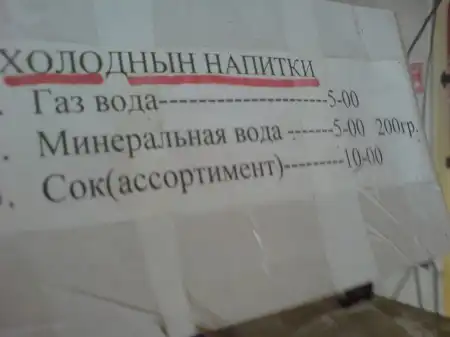 ХОЛОДНЫН НАПИТКИ
. Газ вода--------------------5-00
. Минеральная вода -------5-00 200гр.
. Сок(ассортимент)---------10-00